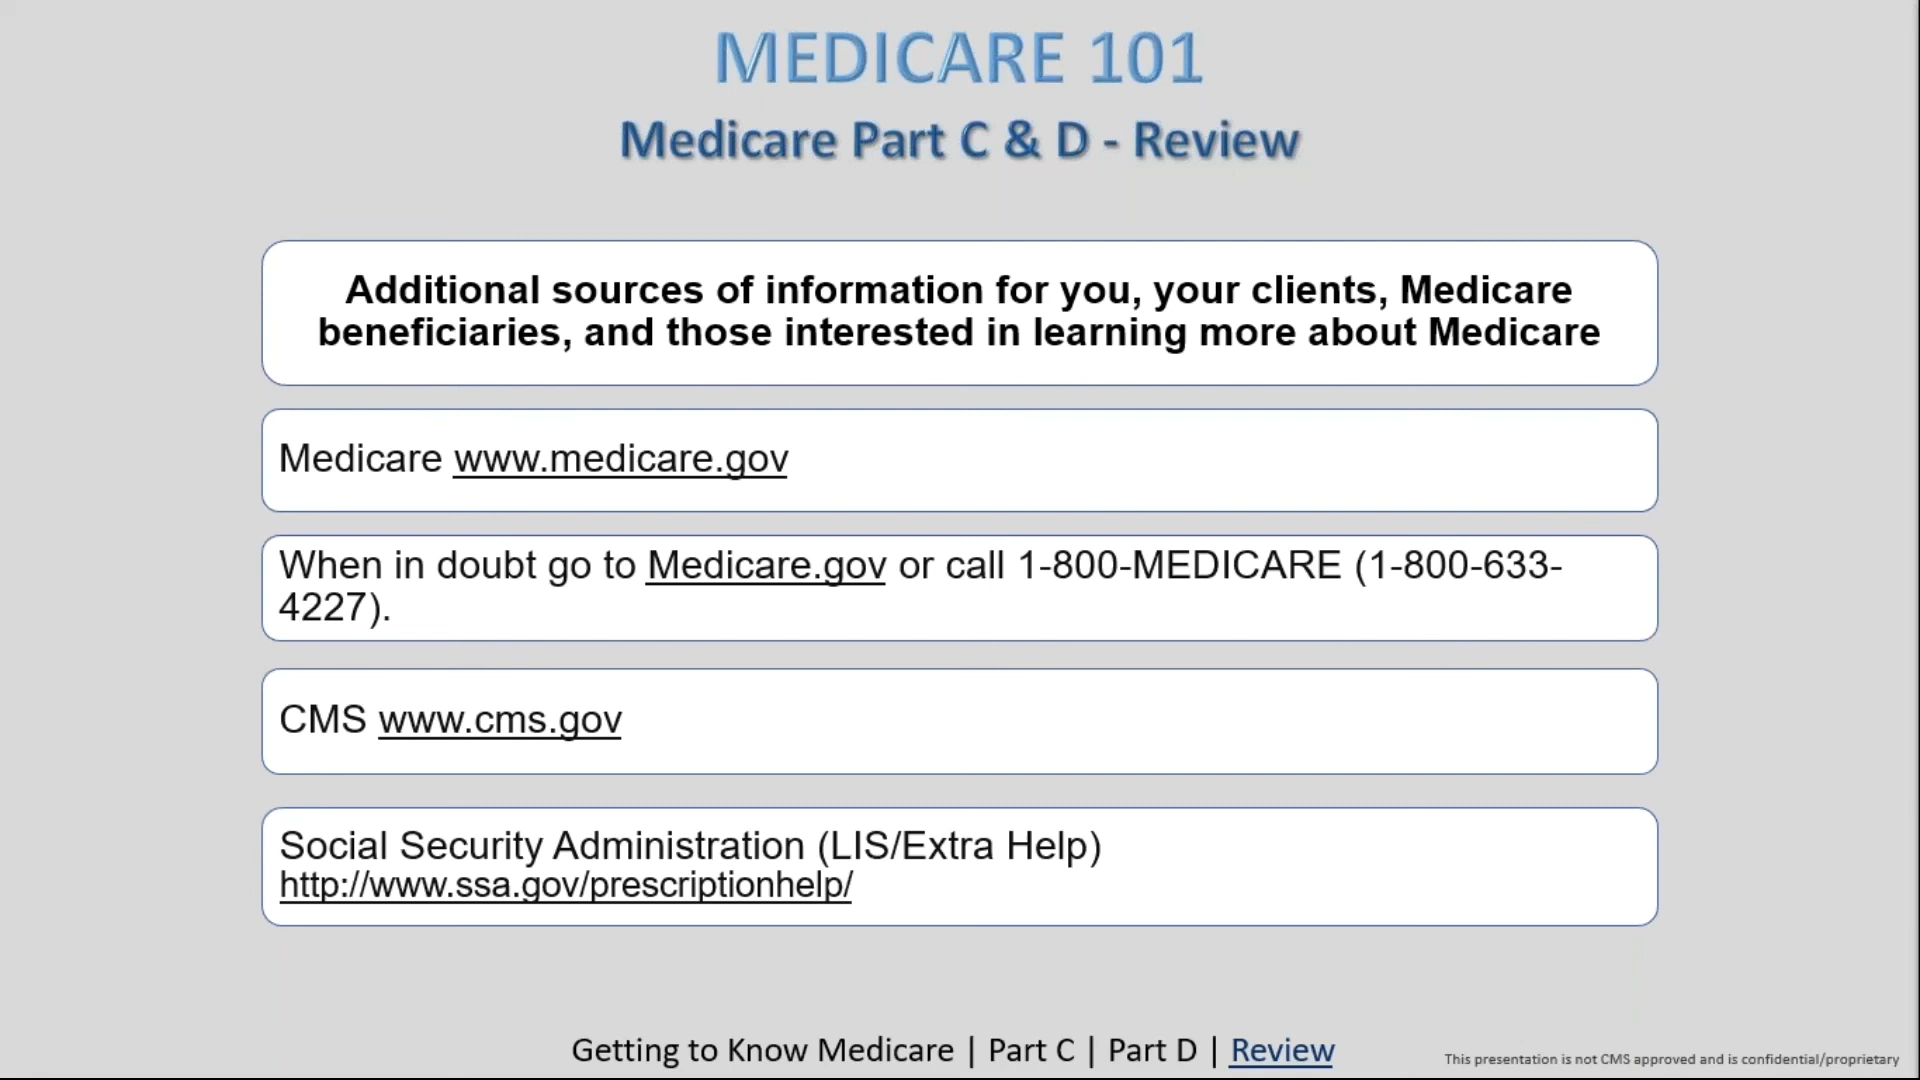 MEDICARE 101
Medicare Part C & D - Review
Additional sources of information for you, your clients, Medicare
beneficiaries, and those interested in learning more about Medicare
Medicare www.medicare.gov
When in doubt go to Medicare.gov or call 1-800-MEDICARE (1-800-633-
4227).
CMS www.cms.gov
Social Security Administration (LIS/Extra Help)
http://www.ssa.gov/prescriptionhelp/
Getting to Know Medicare | Part C | Part D | Review
This presentation is not CMS approved and is confidential/proprietary